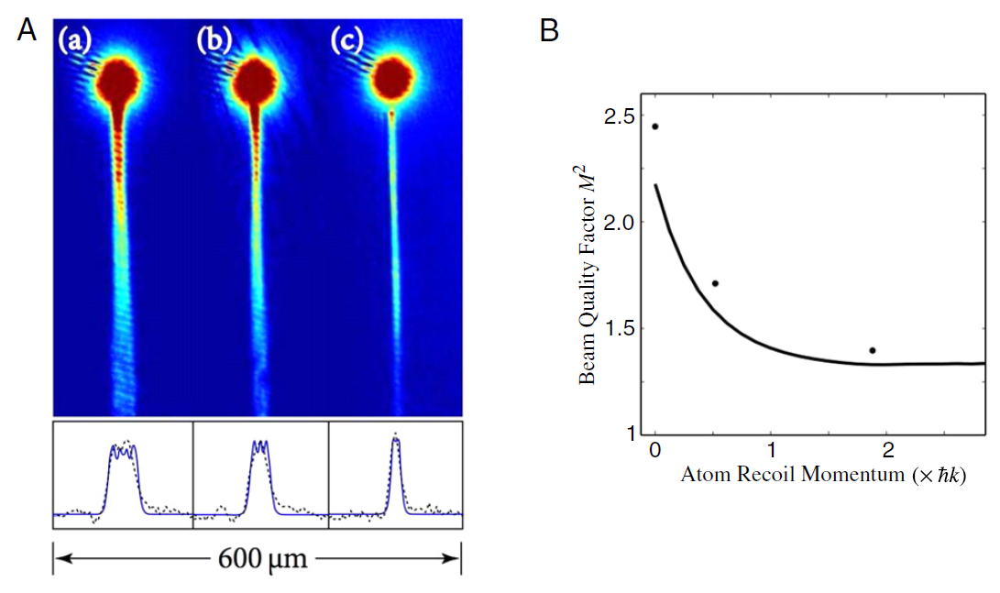 A
(a)
(b)
(c)
600 μm
B
Beam Quality Factor M²
2.5
2.0
1.5
1
0
1
2
Atom Recoil Momentum (× ħk)